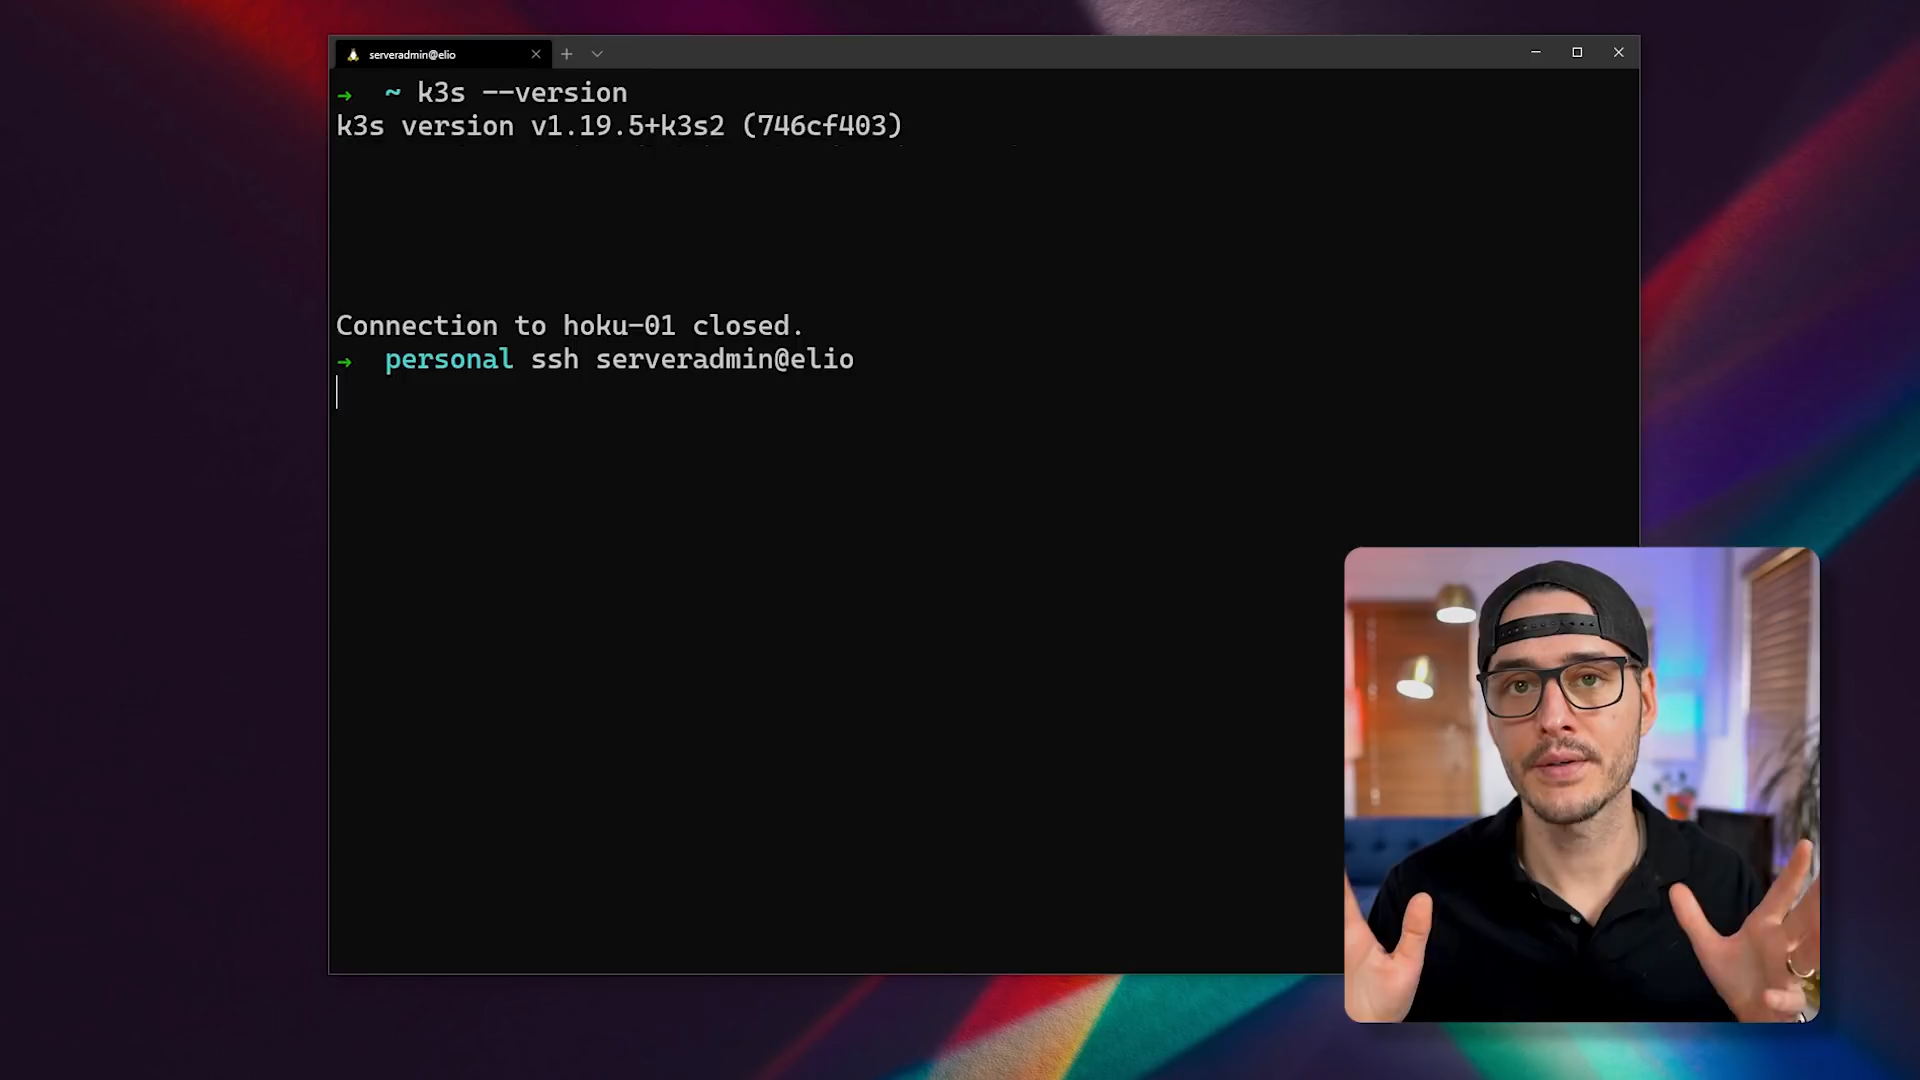 serveradmin@elio
→ ~ k3s --version
k3s version v1.19.5+k3s2 (746cf403)
Connection to hoku-01 closed.
→ personal ssh serveradmin@elio